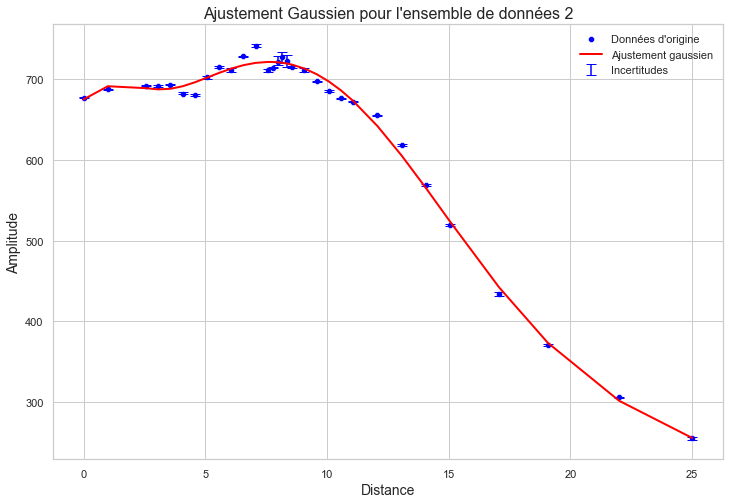 Ajustement Gaussien pour l'ensemble de données 2
Données d'origine
Ajustement gaussien
Incertitudes
Amplitude
700
600
500
400
300
0 5 10 15 20 25
Distance